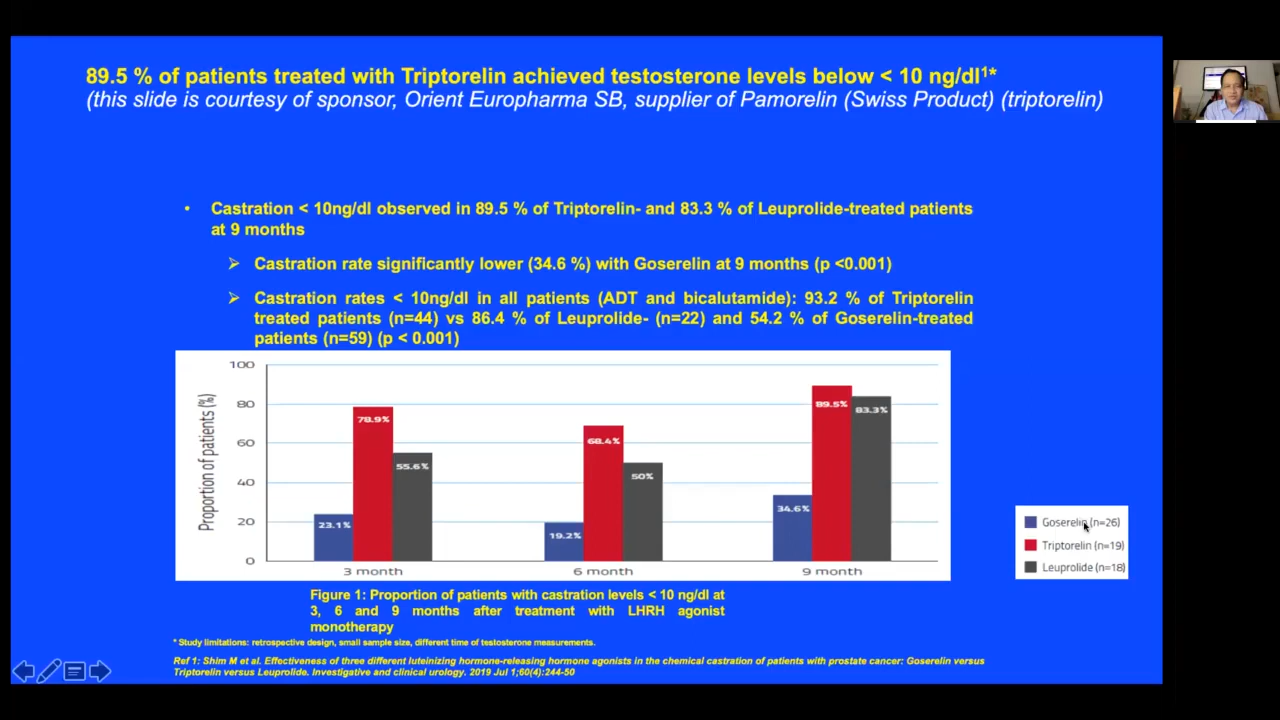 89.5 % of patients treated with Triptorelin achieved testosterone levels below < 10 ng/dl¹*
(this slide is courtesy of sponsor, Orient Europharma SB, supplier of Pamorelin (Swiss Product) (triptorelin)
• Castration < 10ng/dl observed in 89.5 % of Triptorelin- and 83.3 % of Leuprolide-treated patients
at 9 months
➢ Castration rate significantly lower (34.6 %) with Goserelin at 9 months (p <0.001)
➢ Castration rates < 10ng/dl in all patients (ADT and bicalutamide): 93.2 % of Triptorelin
treated patients (n=44) vs 86.4 % of Leuprolide- (n=22) and 54.2 % of Goserelin-treated
patients (n=59) (p < 0.001)
Proportion of patients (%)
100
80
60
40
20
0
23.1%
78.9%
55.6%
19.2%
68.4%
50%
34.6%
89.5%
83.3%
3 month
6 month
9 month
Goserelin (n=26)
Triptorelin (n=19)
Leuprolide (n=18)
Figure 1: Proportion of patients with castration levels < 10 ng/dl at
3, 6 and 9 months after treatment with LHRH agonist
monotherapy
* Study limitations: retrospective design, small sample size, different time of testosterone measurements.
Ref 1: Shim M et al. Effectiveness of three different luteinizing hormone-releasing hormone agonists in the chemical castration of patients with prostate cancer: Goserelin versus
Triptorelin versus Leuprolide. Investigative and clinical urology. 2019 Jul 1;60(4):244-50